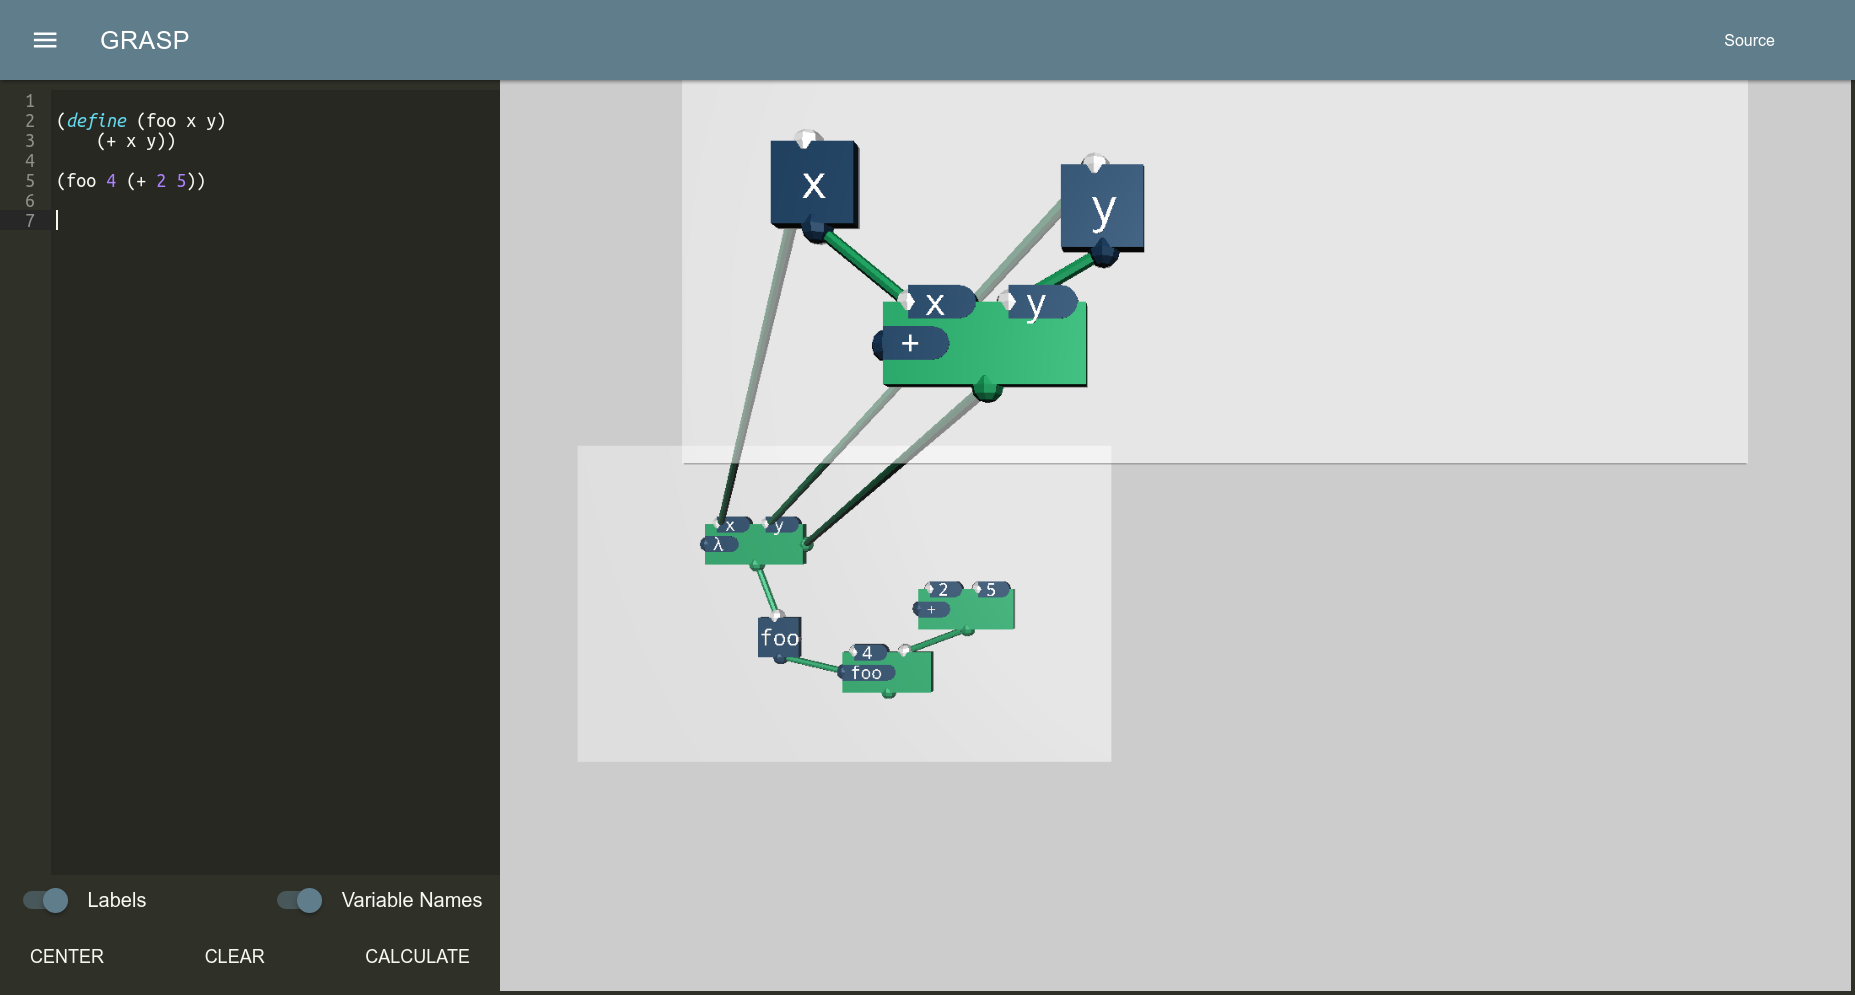 GRASP
Source
1
2 (define (foo x y)
3     (+ x y))
4
5 (foo 4 (+ 2 5))
6
7
x
y
x y
+
x y
λ
2 5
+
foo
4
foo
Labels
Variable Names
CENTER
CLEAR
CALCULATE